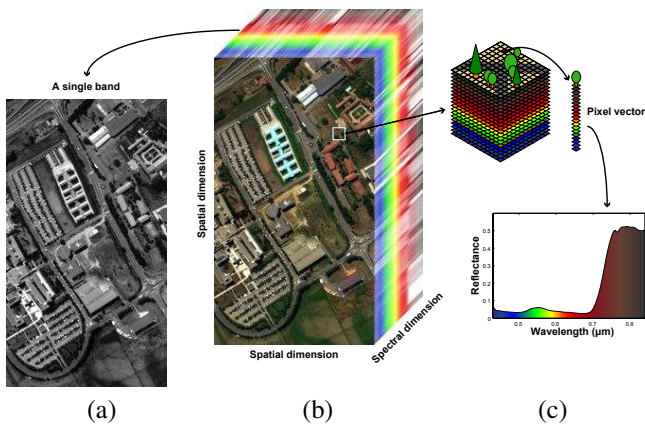 A single band
Spatial dimension
Spatial dimension
Spectral dimension
Pixel vector
Reflectance
0.5
0.4
0.3
0.2
0.1
0
0.5
0.6
0.7
0.8
Wavelength (μm)
(a)
(b)
(c)